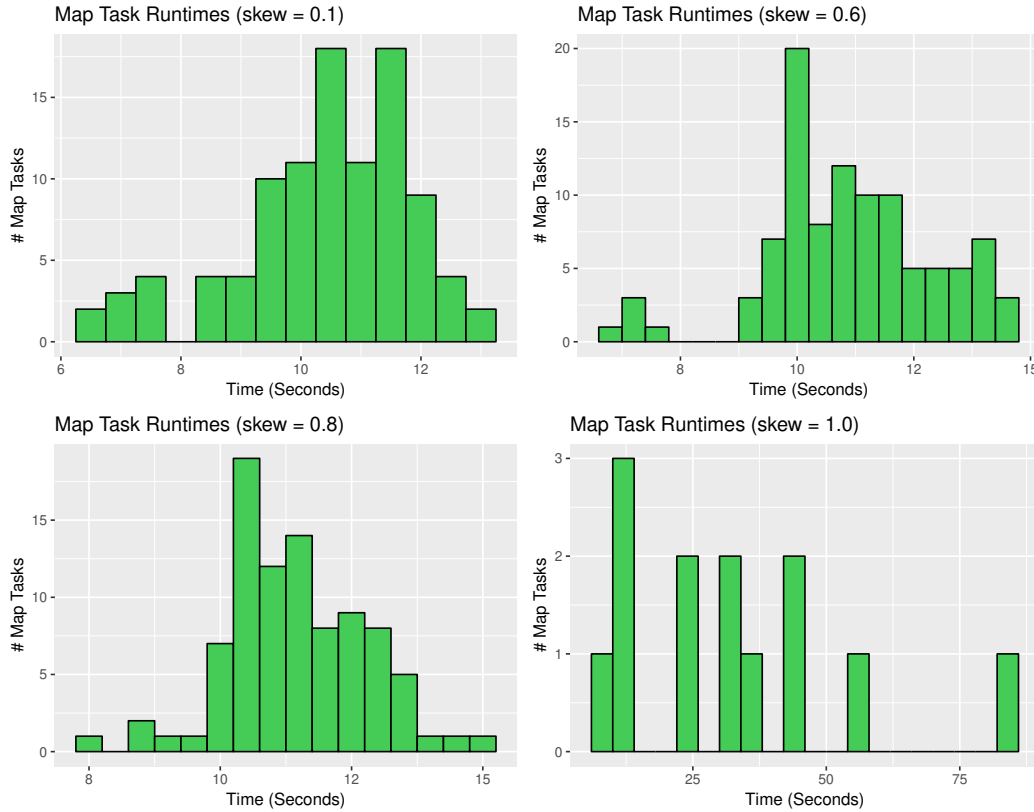 Map Task Runtimes (skew = 0.1)
15
10
5
0
6
8
10
12
Time (Seconds)
# Map Tasks
Map Task Runtimes (skew = 0.6)
20
15
10
5
0
8
10
15
Time (Seconds)
# Map Tasks
Map Task Runtimes (skew = 0.8)
15
10
5
0
8
10
12
15
Time (Seconds)
# Map Tasks
Map Task Runtimes (skew = 1.0)
3
2
1
0
25
50
75
Time (Seconds)
# Map Tasks